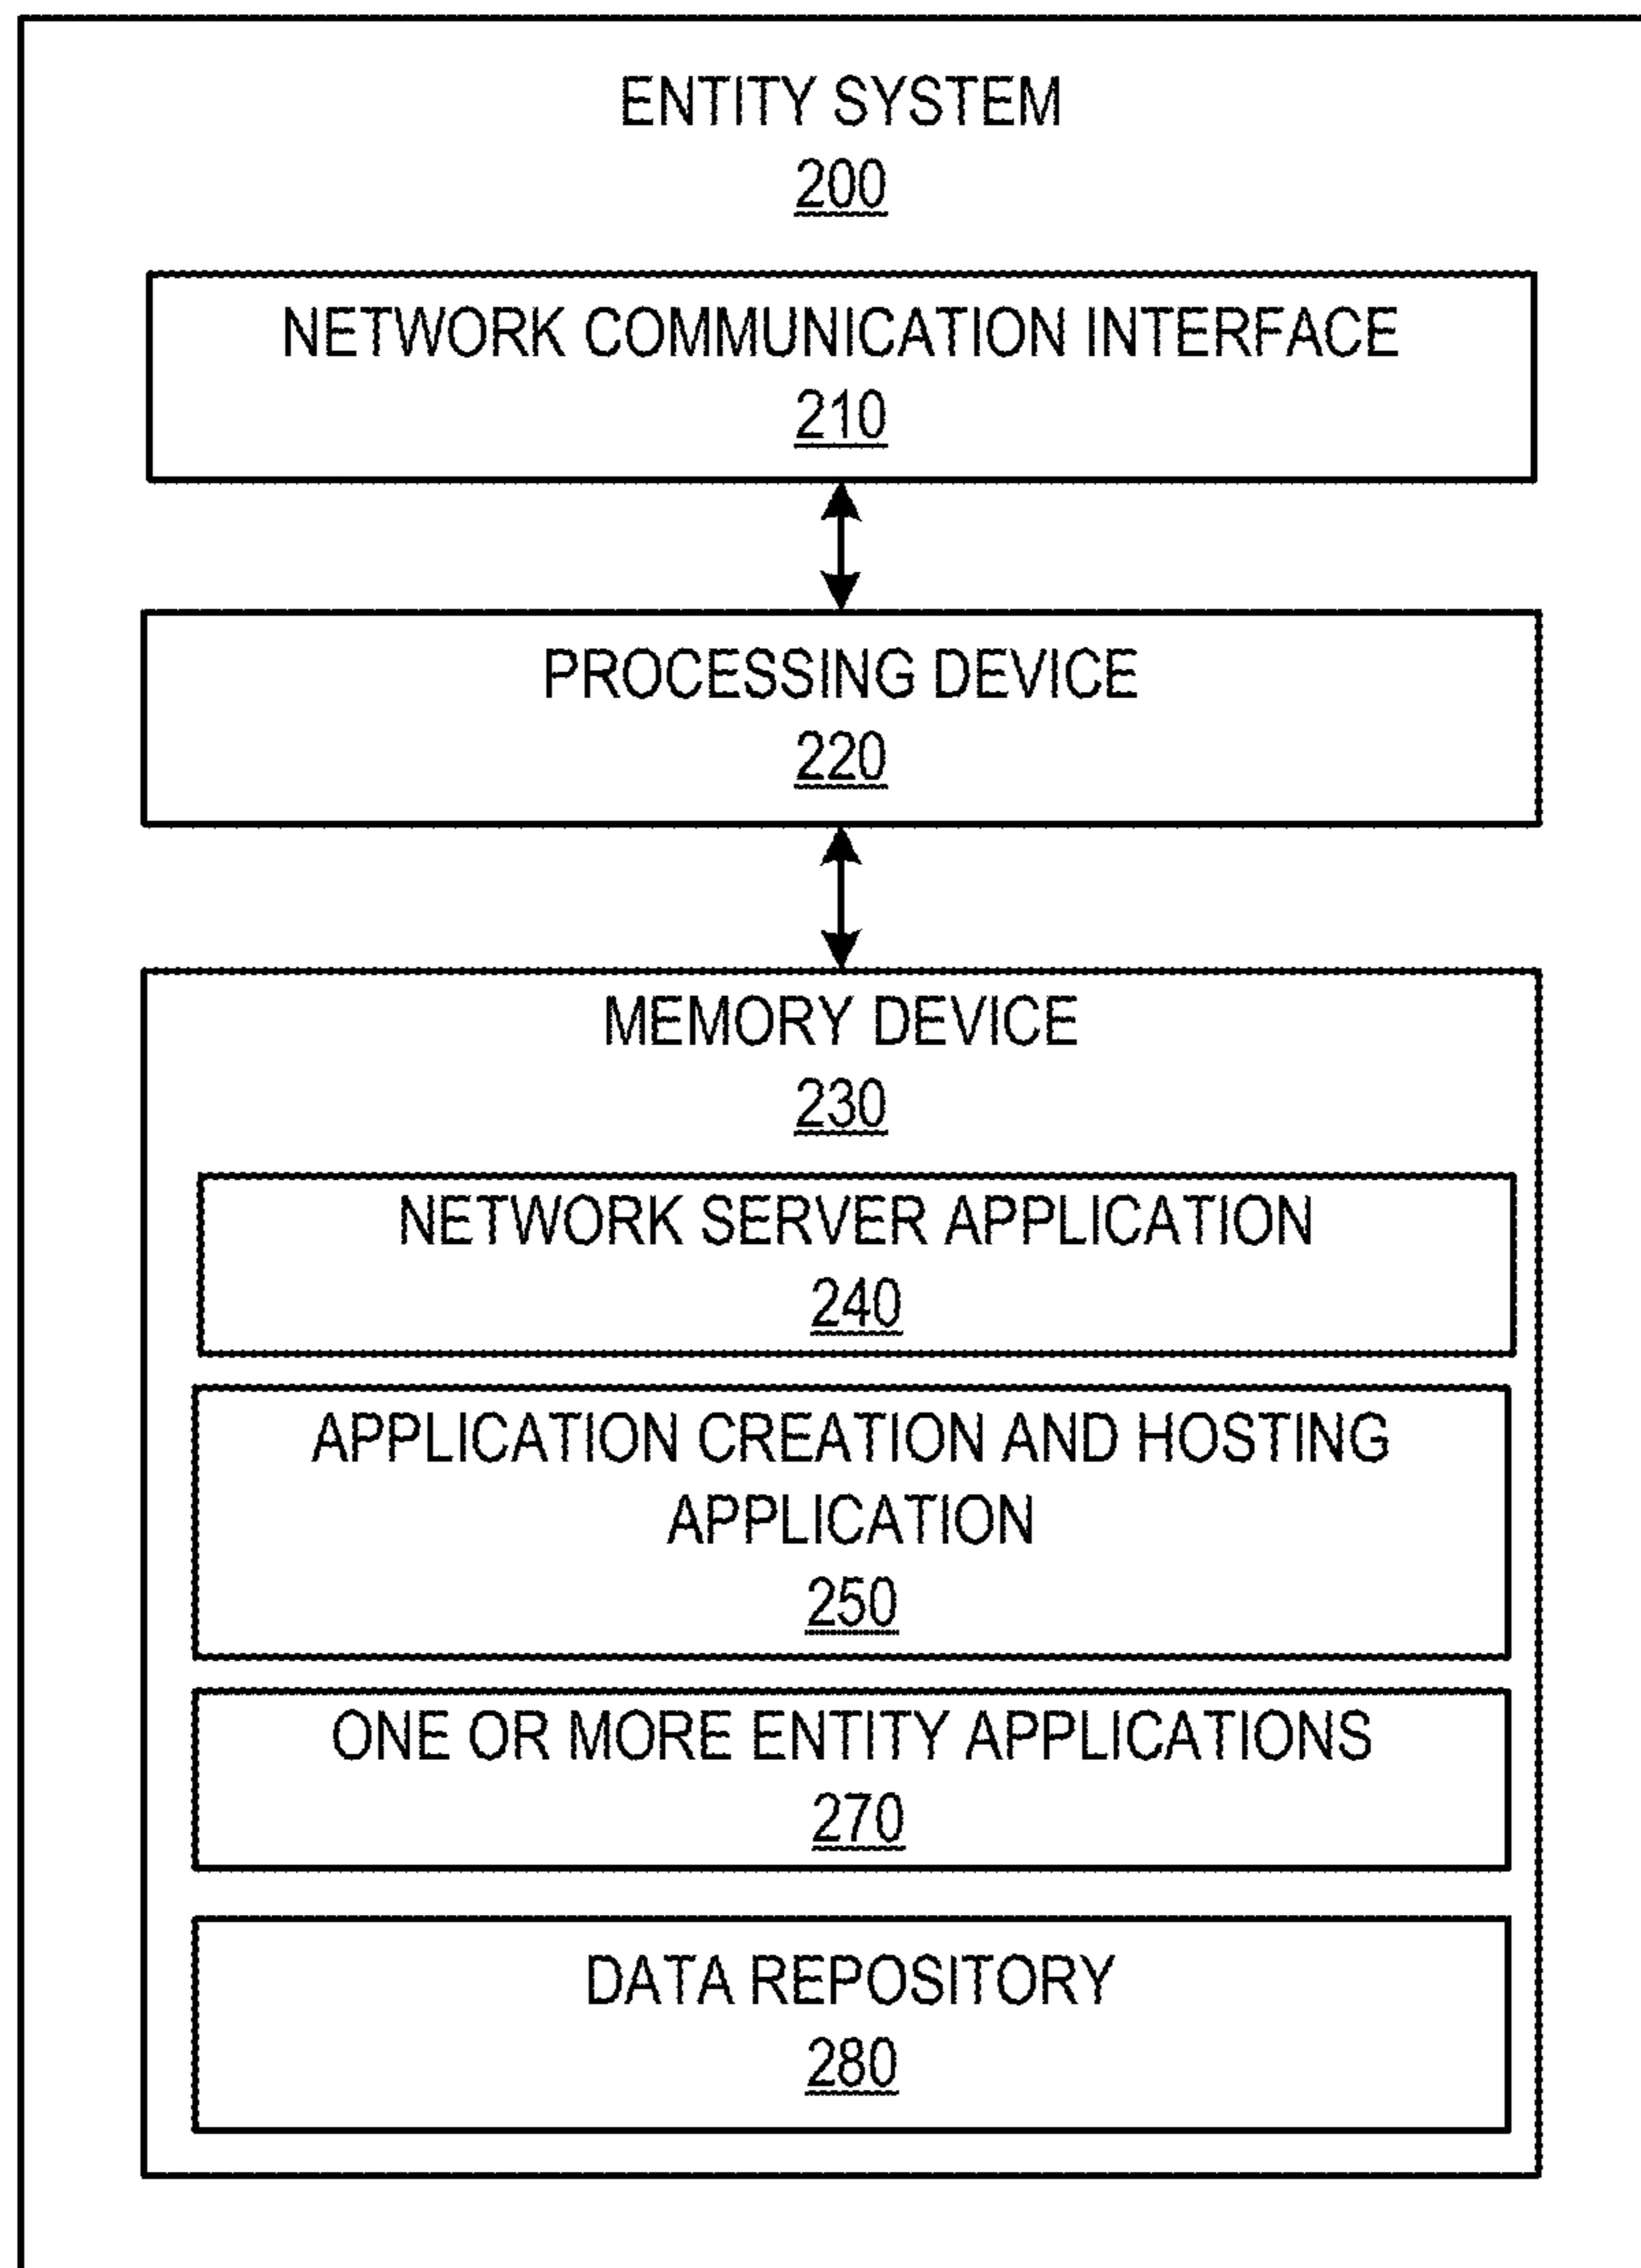 ENTITY SYSTEM
200
NETWORK COMMUNICATION INTERFACE
210
PROCESSING DEVICE
220
MEMORY DEVICE
230
NETWORK SERVER APPLICATION
240
APPLICATION CREATION AND HOSTING
APPLICATION
250
ONE OR MORE ENTITY APPLICATIONS
270
DATA REPOSITORY
280